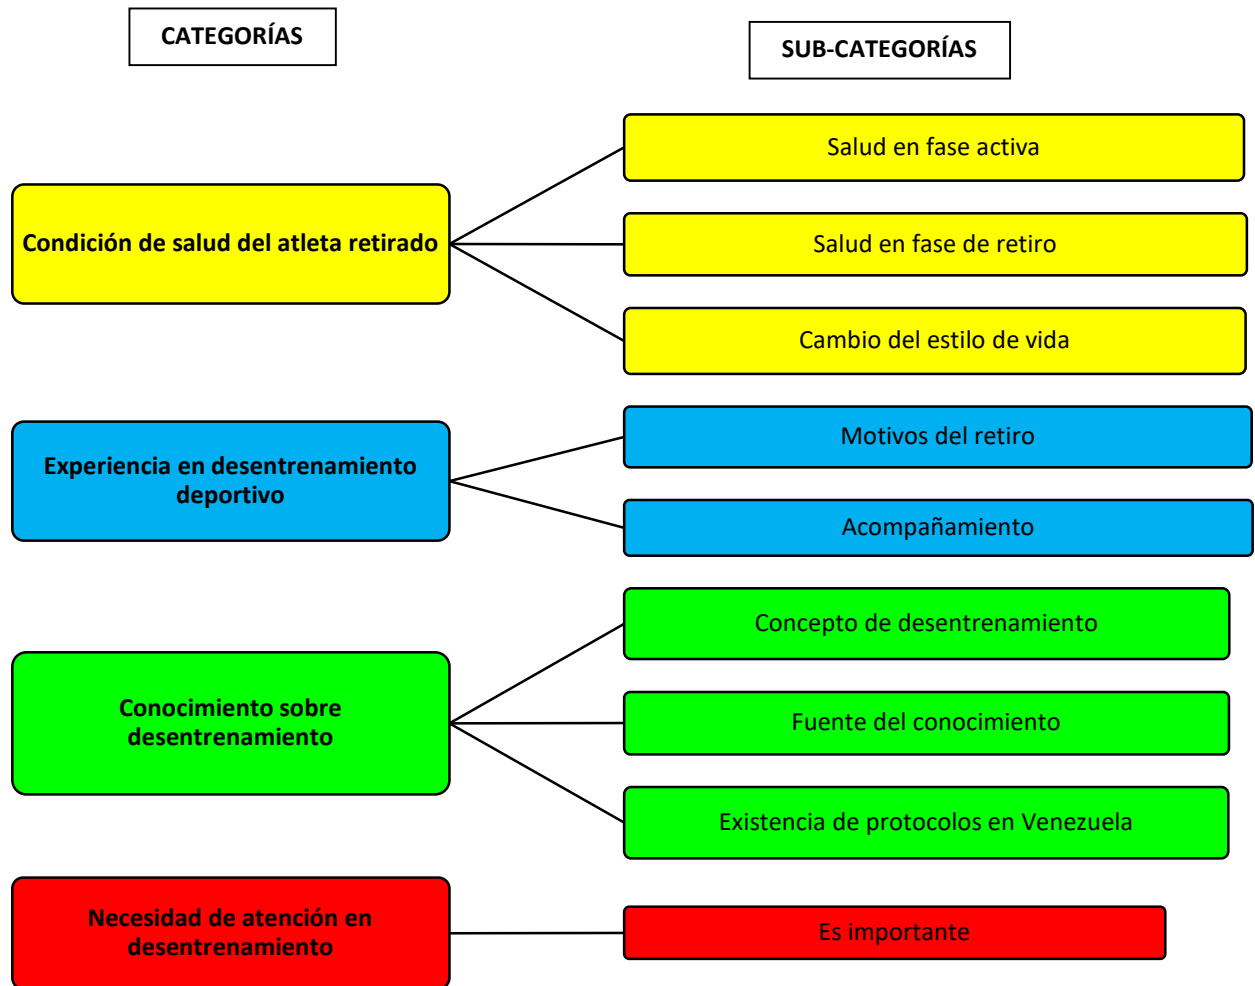 CATEGORÍAS
SUB-CATEGORÍAS
Condición de salud del atleta retirado
Salud en fase activa
Salud en fase de retiro
Cambio del estilo de vida
Experiencia en desentrenamiento
deportivo
Motivos del retiro
Acompañamiento
Conocimiento sobre
desentrenamiento
Concepto de desentrenamiento
Fuente del conocimiento
Existencia de protocolos en Venezuela
Necesidad de atención en
desentrenamiento
Es importante